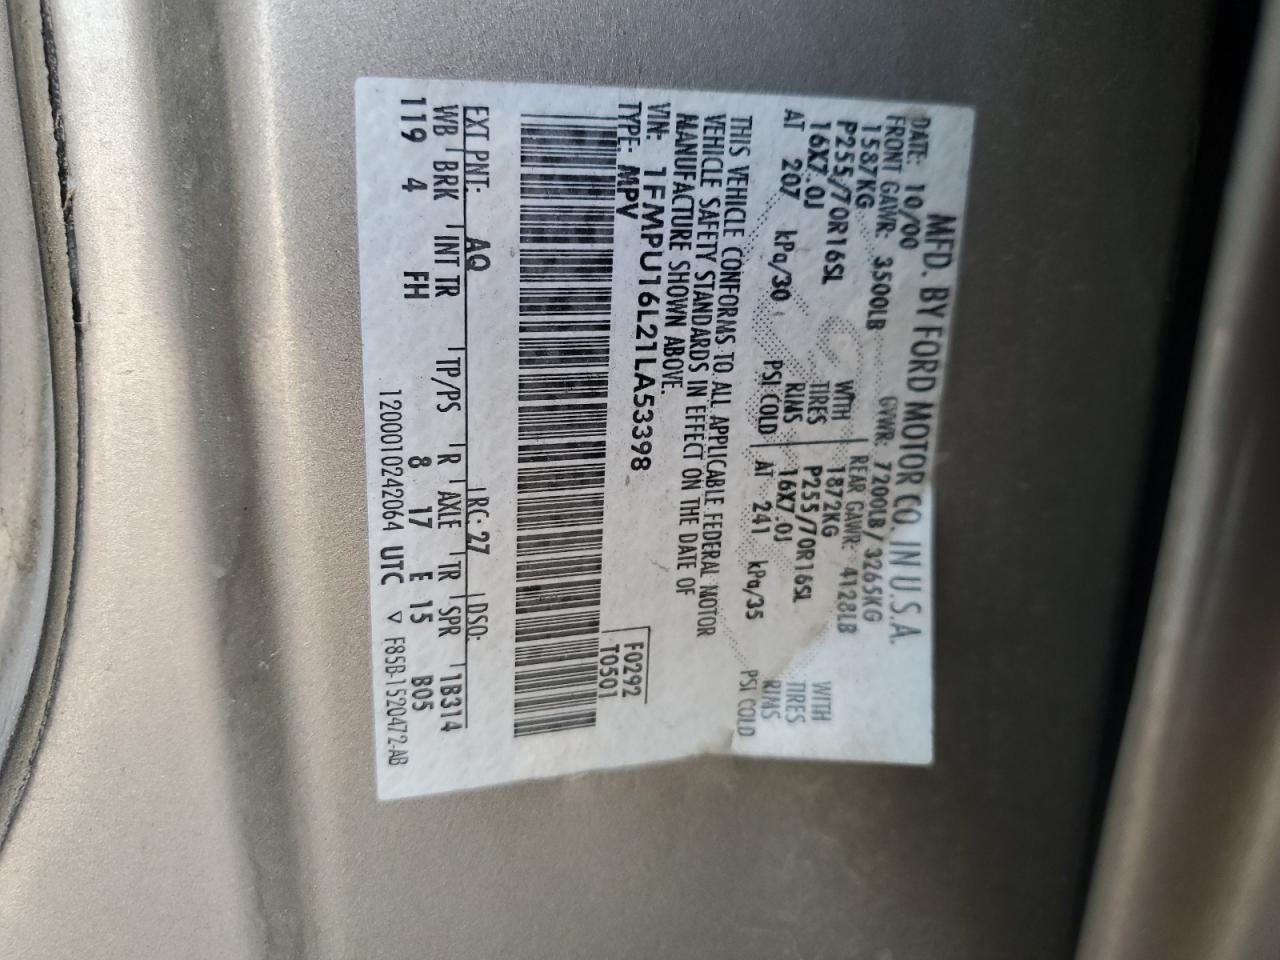 MFD. BY FORD MOTOR CO. IN U.S.A.
DATE: 10/00 GVWR: 7200LB/ 3265KG
FRONT GAWR: 3500LB REAR GAWR: 4128LB
1587KG WITH 1872KG WITH
P255/70R16SL TIRES P255/70R16SL TIRES
16X7.0J RIMS 16X7.0J RIMS
AT 207 kPa/30 PSI COLD AT 241 kPa/35 PSI COLD
THIS VEHICLE CONFORMS TO ALL APPLICABLE FEDERAL MOTOR
VEHICLE SAFETY STANDARDS IN EFFECT ON THE DATE OF
MANUFACTURE SHOWN ABOVE.
VIN: 1FMPU16L21LA53398 F0292
TYPE: MPV T0501
EXT PNT: AQ RC: 27 DSO:
WB BRK INT TR TP/PS R AXLE TR SPR 1B314
119 4 FH 8 17 E 15 B05
120001024 2064 UTC ▽ F85B-1520472-AB